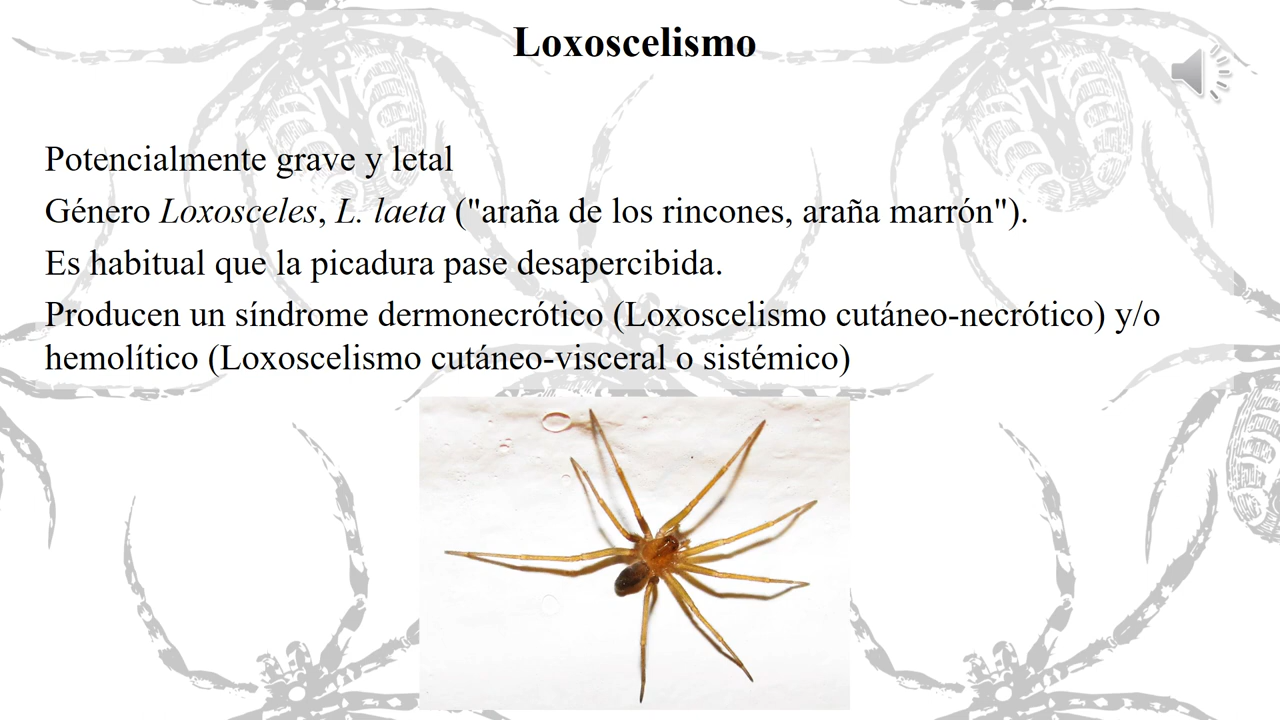 Loxoscelismo
Potencialmente grave y letal
Género Loxosceles, L. laeta ("araña de los rincones, araña marrón").
Es habitual que la picadura pase desapercibida.
Producen un síndrome dermonecrótico (Loxoscelismo cutáneo-necrótico) y/o
hemolítico (Loxoscelismo cutáneo-visceral o sistémico)